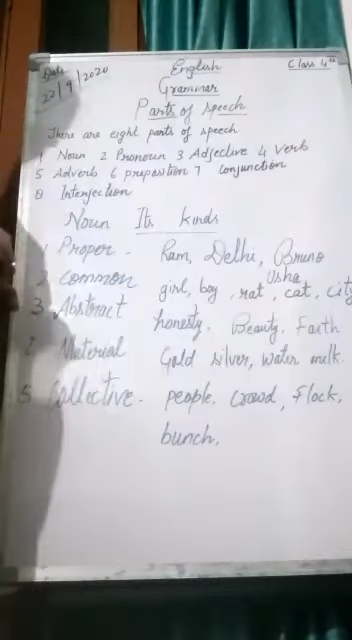 Date English Class 4th
22/9/2020 Grammar
Parts of speech
There are eight parts of speech
1 Noun 2 Pronoun 3 Adjective 4 Verb
5 Adverb 6 preposition 7 Conjunction
8 Interjection
Noun Its kinds
1 Proper - Ram, Delhi, Bruno
Usha
2 Common girl, boy, rat, cat, city
3 Abstract honesty, Beauty, Faith
Material Gold silver, water milk.
5 Collective - people, crowd, Flock,
bunch.